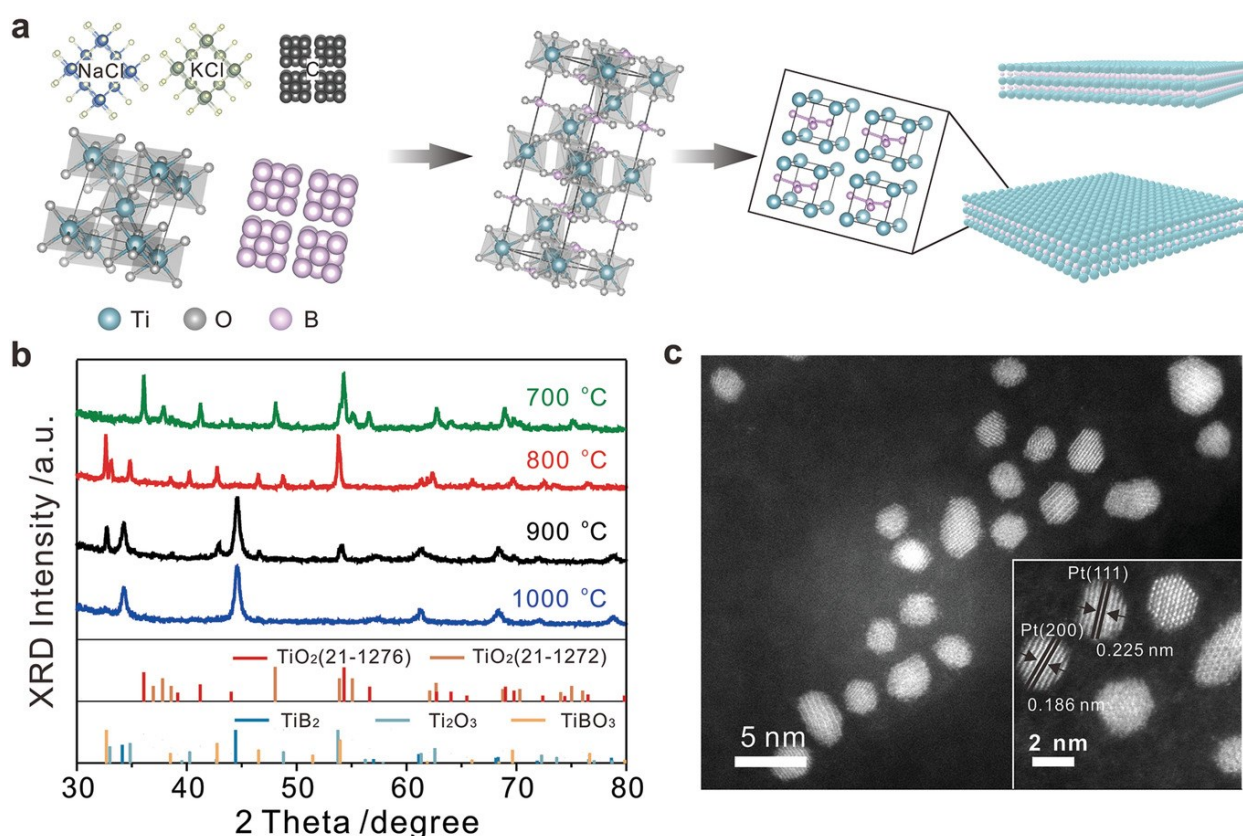 a
NaCl KCl C
Ti O B
b
700 °C
800 °C
900 °C
1000 °C
TiO₂(21-1276) TiO₂(21-1272)
TiB₂ Ti₂O₃ TiBO₃
30 40 50 60 70 80
2 Theta /degree
XRD Intensity /a.u.
c
5 nm
Pt(111)
Pt(200)
0.225 nm
0.186 nm
2 nm